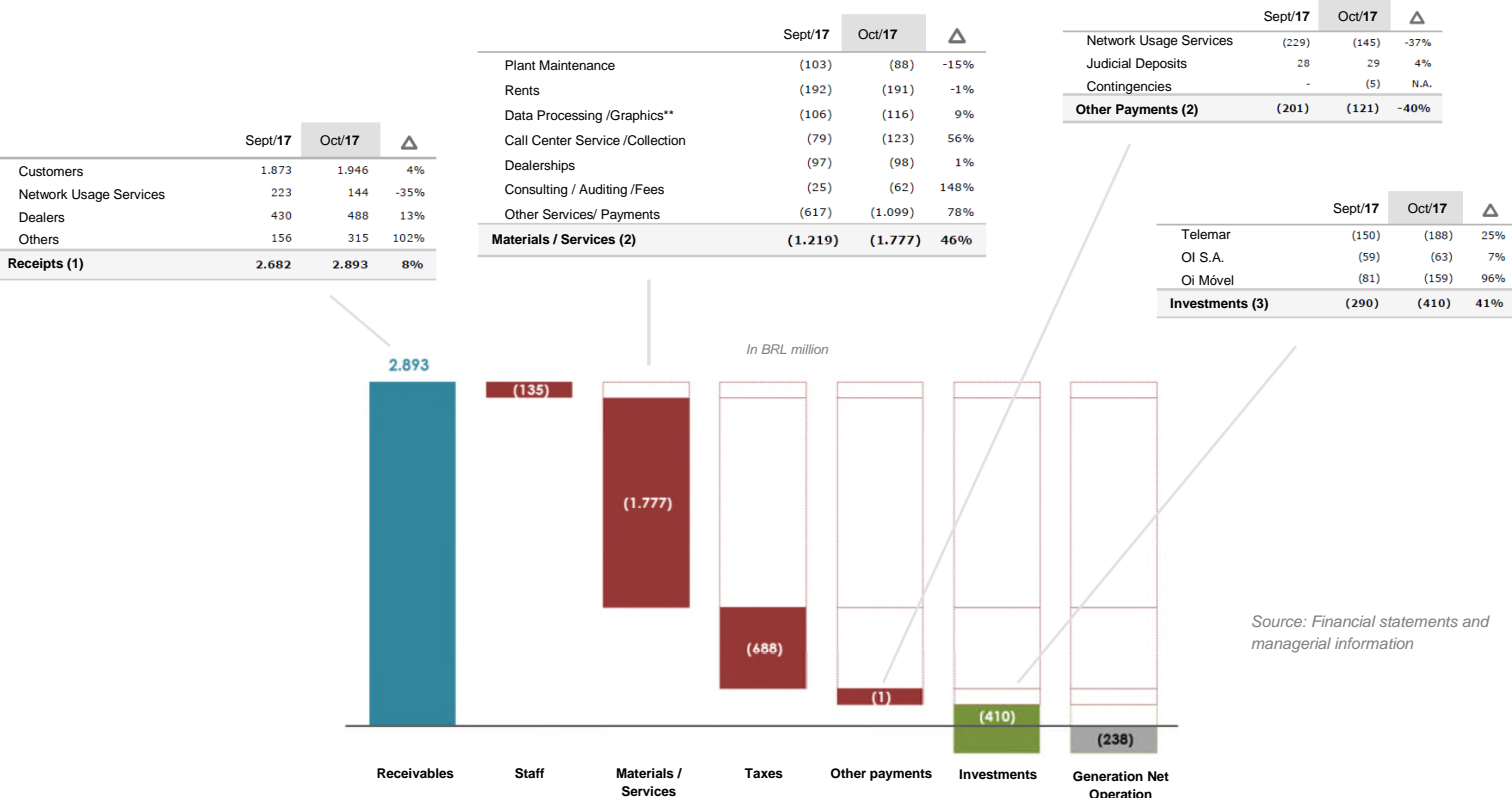 Sept/17 Oct/17 △
Customers 1.873 1.946 4%
Network Usage Services 223 144 -35%
Dealers 430 488 13%
Others 156 315 102%
Receipts (1) 2.682 2.893 8%
Sept/17 Oct/17 △
Plant Maintenance (103) (88) -15%
Rents (192) (191) -1%
Data Processing /Graphics** (106) (116) 9%
Call Center Service /Collection (79) (123) 56%
Dealerships (97) (98) 1%
Consulting / Auditing /Fees (25) (62) 148%
Other Services/ Payments (617) (1.099) 78%
Materials / Services (2) (1.219) (1.777) 46%
Sept/17 Oct/17 △
Network Usage Services (229) (145) -37%
Judicial Deposits 28 29 4%
Contingencies - (5) N.A.
Other Payments (2) (201) (121) -40%
Sept/17 Oct/17 △
Telemar (150) (188) 25%
OI S.A. (59) (63) 7%
Oi Móvel (81) (159) 96%
Investments (3) (290) (410) 41%
In BRL million
2.893
(135)
(1.777)
(688)
(1)
(410)
(238)
Source: Financial statements and
managerial information
Receivables
Staff
Materials /
Services
Taxes
Other payments
Investments
Generation Net
Operation